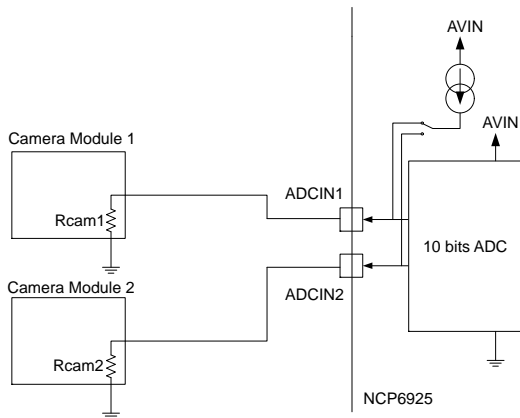 AVIN
AVIN
Camera Module 1
ADCIN1
Rcam1
10 bits ADC
ADCIN2
Camera Module 2
Rcam2
NCP6925